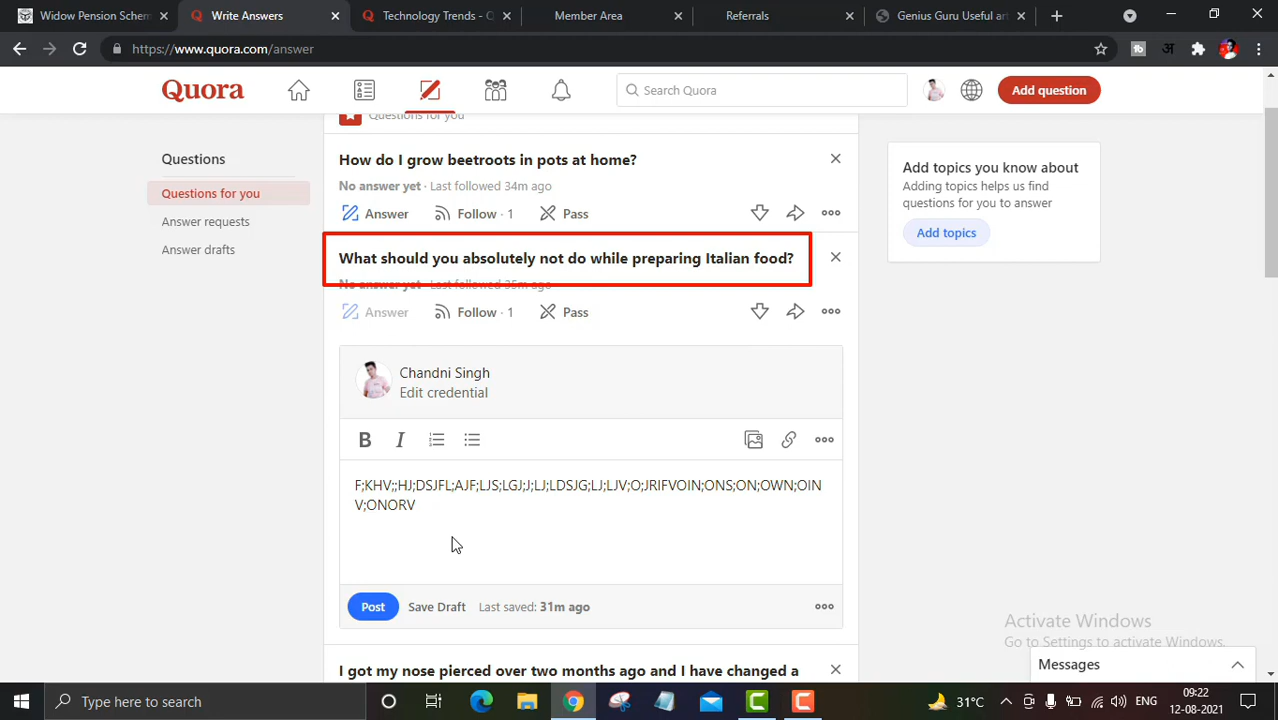 Widow Pension Schem
Write Answers
Technology Trends - Q
Member Area
Referrals
Genius Guru Useful ar
https://www.quora.com/answer
Quora
Search Quora
Add question
Questions for you
Questions
Questions for you
Answer requests
Answer drafts
How do I grow beetroots in pots at home?
No answer yet · Last followed 34m ago
Answer
Follow · 1
Pass
What should you absolutely not do while preparing Italian food?
No answer yet · Last followed 35m ago
Answer
Follow · 1
Pass
Chandni Singh
Edit credential
B I
F;KHV;;HJ;DSJFL;AJF;LJS;LGJ;J;LJ;LDSJG;LJ;LJV;O;JRIFVOIN;ONS;ON;OWN;OIN
V;ONORV
Post
Save Draft
Last saved: 31m ago
I got my nose pierced over two months ago and I have changed a
Add topics you know about
Adding topics helps us find
questions for you to answer
Add topics
Activate Windows
Go to Settings to activate Windows.
Messages
Type here to search
31°C
ENG
09:22
12-08-2021